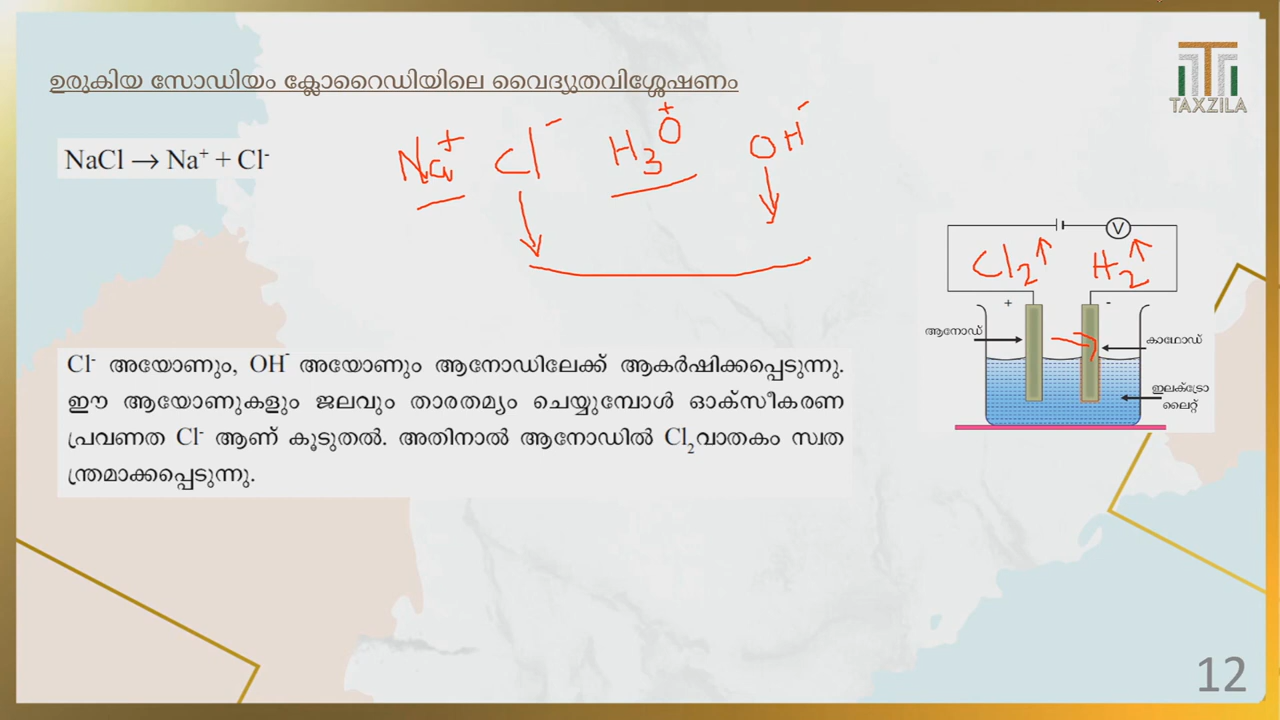 ഉരുകിയ സോഡിയം ക്ലോറൈഡിയിലെ വൈദ്യുതവിശ്ലേഷണം
TAXZILA
NaCl → Na⁺ + Cl⁻
Na⁺ Cl⁻ H₃O⁺ OH⁻
Cl₂↑ H₂↑
V
+ -
ആനോഡ്
കാഥോഡ്
ഇലക്ട്രോ
ലൈറ്റ്
Cl⁻ അയോണും, OH⁻ അയോണും ആനോഡിലേക്ക് ആകർഷിക്കപ്പെടുന്നു.
ഈ ആയോണുകളും ജലവും താരതമ്യം ചെയ്യുമ്പോൾ ഓക്സീകരണ
പ്രവണത Cl⁻ ആണ് കൂടുതൽ. അതിനാൽ ആനോഡിൽ Cl₂വാതകം സ്വത
ന്ത്രമാക്കപ്പെടുന്നു.
12